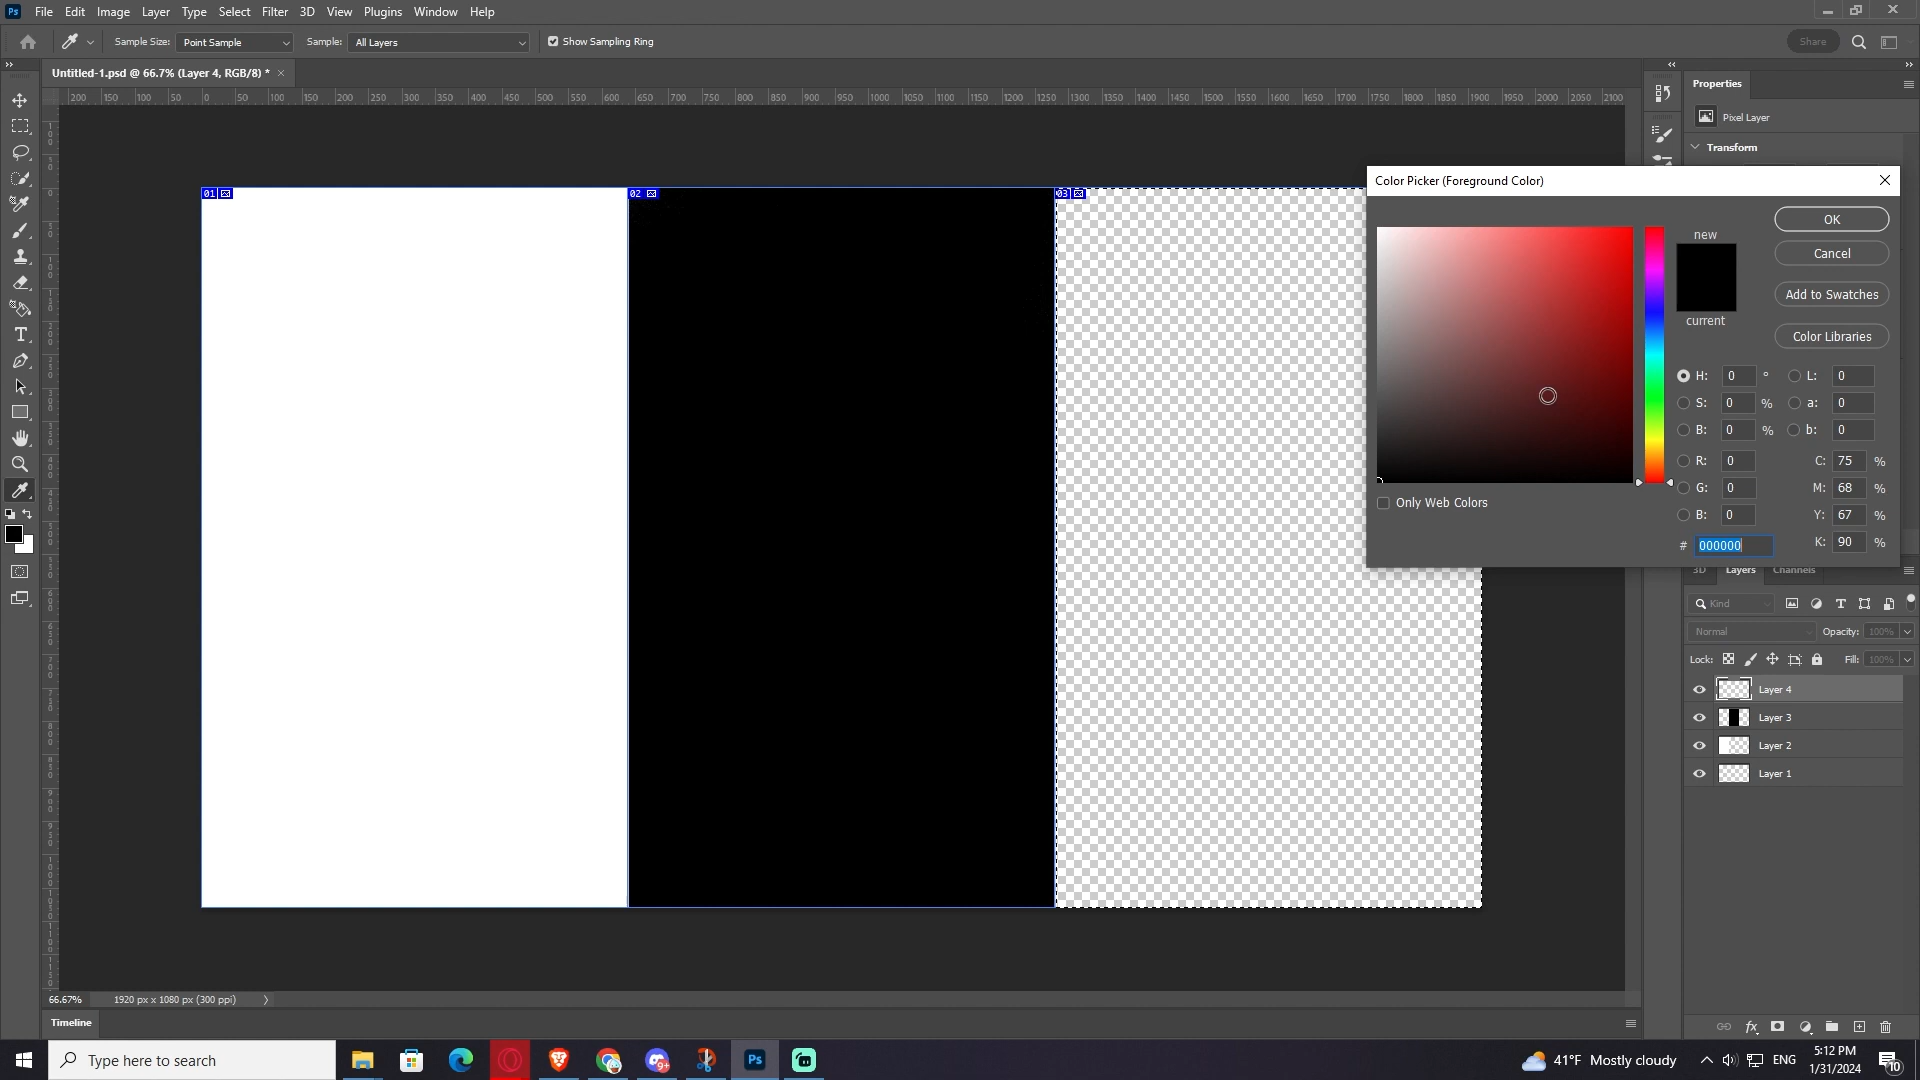 Ps File Edit Image Layer Type Select Filter 3D View Plugins Window Help
Sample Size: Point Sample Sample: All Layers Show Sampling Ring Share
Untitled-1.psd @ 66.7% (Layer 4, RGB/8) * ×
200 150 100 50 0 50 100 150 200 250 300 350 400 450 500 550 600 650 700 750 800 850 900 950 1000 1050 1100 1150 1200 1250 1300 1350 1400 1450 1500 1550 1600 1650 1700 1750 1800 1850 1900 1950 2000 2050 2100
Properties
Pixel Layer
Transform
01
02
03
Color Picker (Foreground Color)
new
current
OK
Cancel
Add to Swatches
Color Libraries
H: 0 ° L: 0
S: 0 % a: 0
B: 0 % b: 0
R: 0 C: 75 %
G: 0 M: 68 %
B: 0 Y: 67 %
# 000000 K: 90 %
Only Web Colors
3D Layers Channels
Kind
Normal Opacity: 100%
Lock: Fill: 100%
Layer 4
Layer 3
Layer 2
Layer 1
66.67% 1920 px x 1080 px (300 ppi)
Timeline
Type here to search
9+
Ps
41°F Mostly cloudy
ENG
5:12 PM
1/31/2024
10